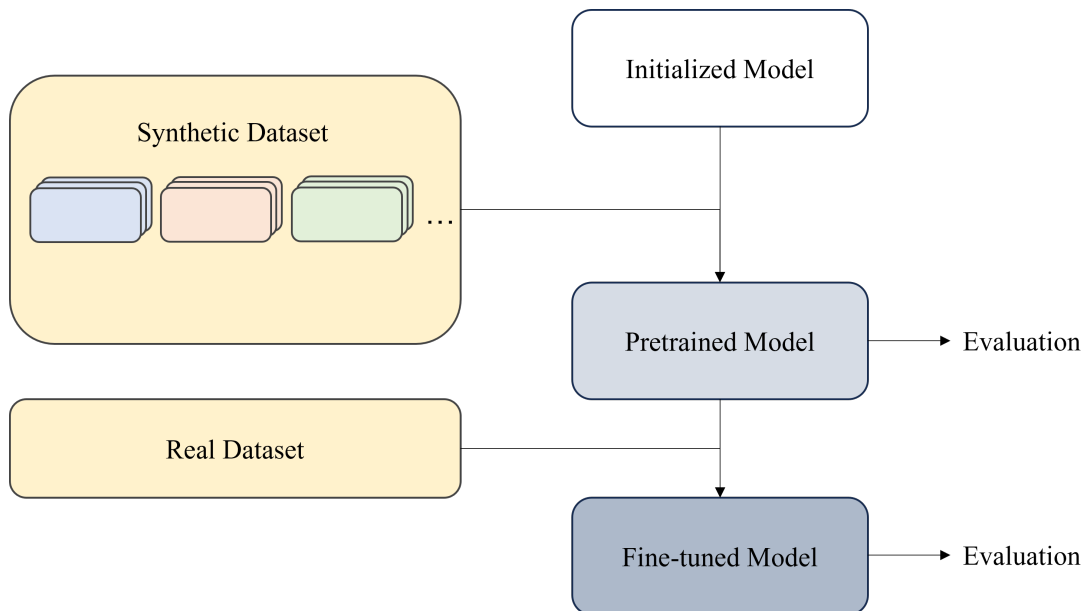 Initialized Model
Synthetic Dataset
...
Pretrained Model
Evaluation
Real Dataset
Fine-tuned Model
Evaluation